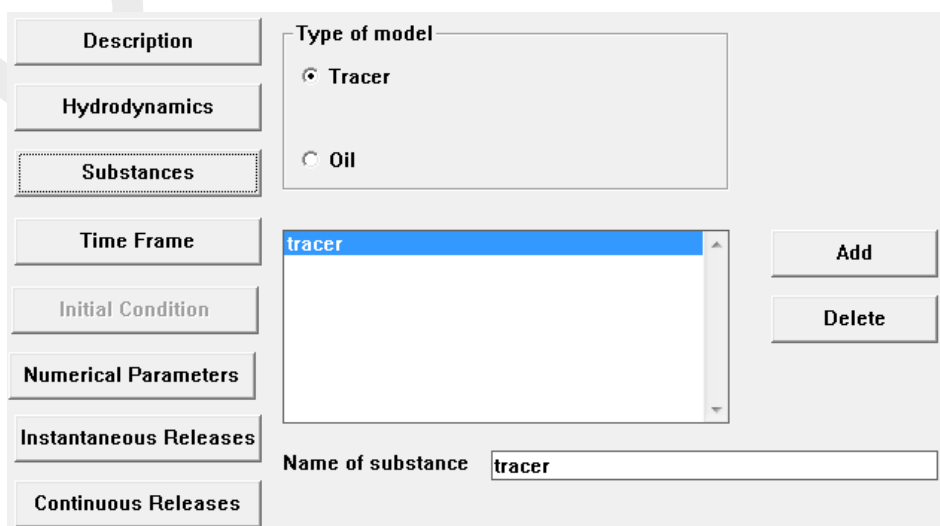 Description
Hydrodynamics
Substances
Time Frame
Initial Condition
Numerical Parameters
Instantaneous Releases
Continuous Releases
Type of model
Tracer
Oil
tracer
Add
Delete
Name of substance tracer